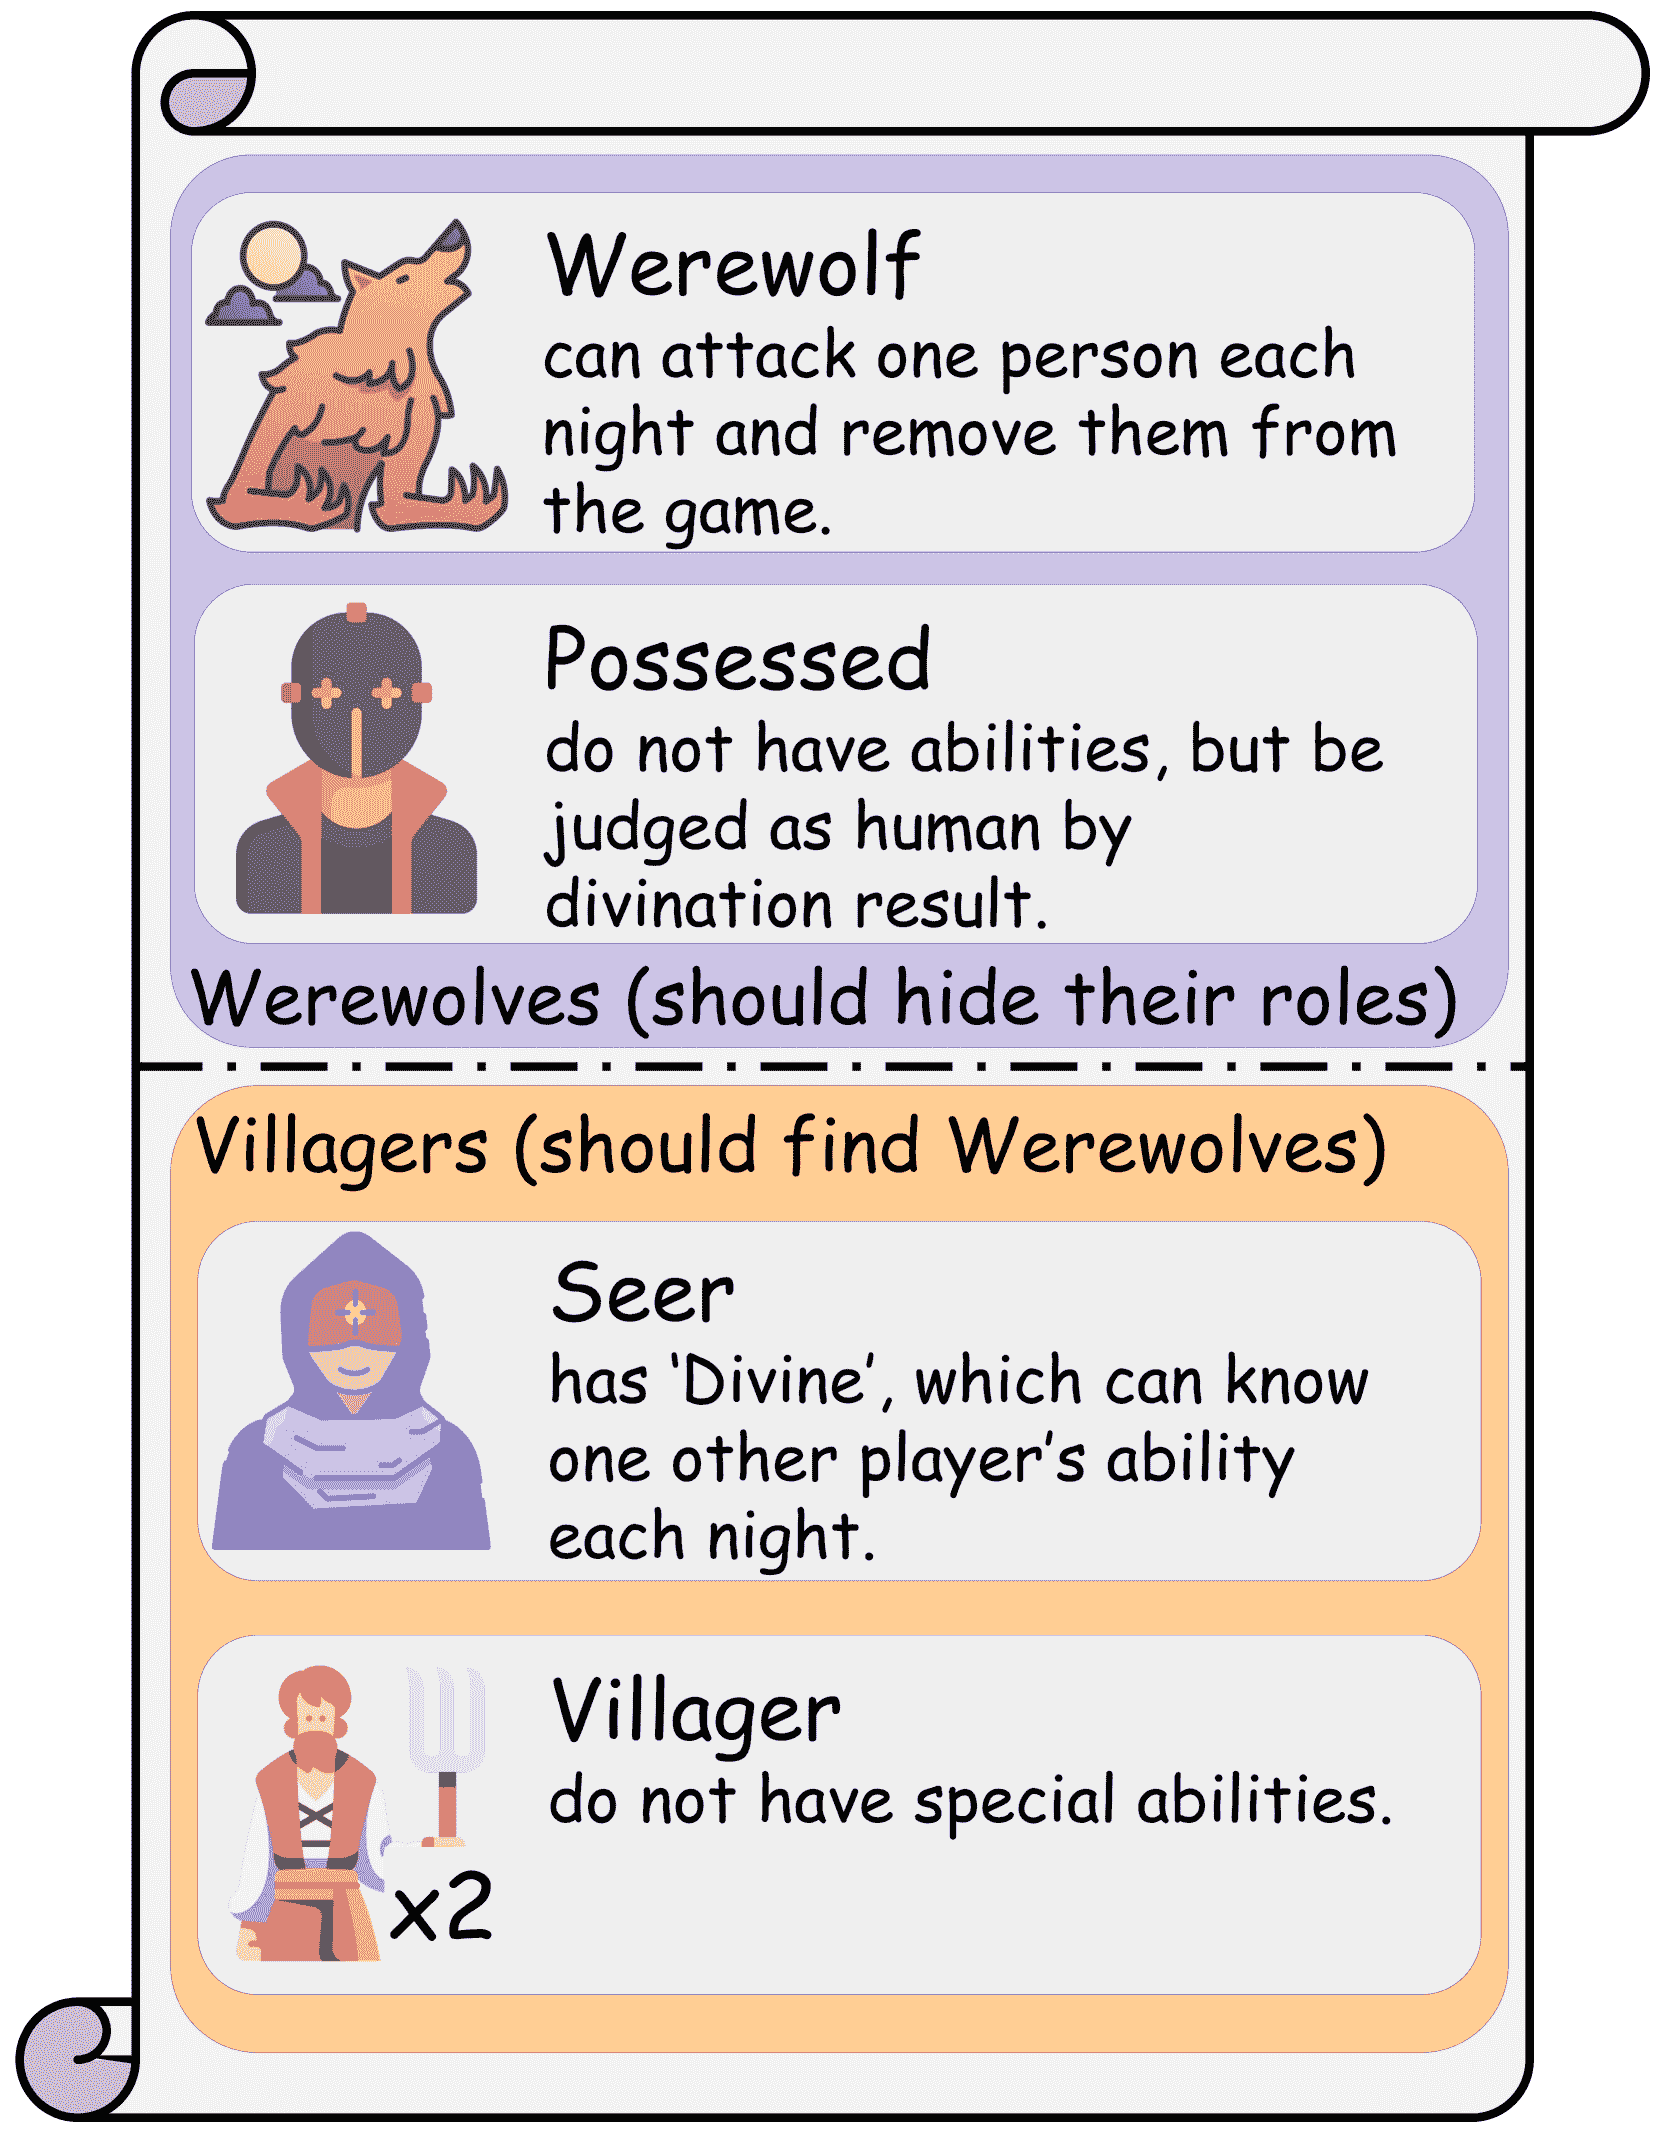 Werewolf
can attack one person each
night and remove them from
the game.
Possessed
do not have abilities, but be
judged as human by
divination result.
Werewolves (should hide their roles)
Villagers (should find Werewolves)
Seer
has ‘Divine’, which can know
one other player’s ability
each night.
Villager
do not have special abilities.
x2